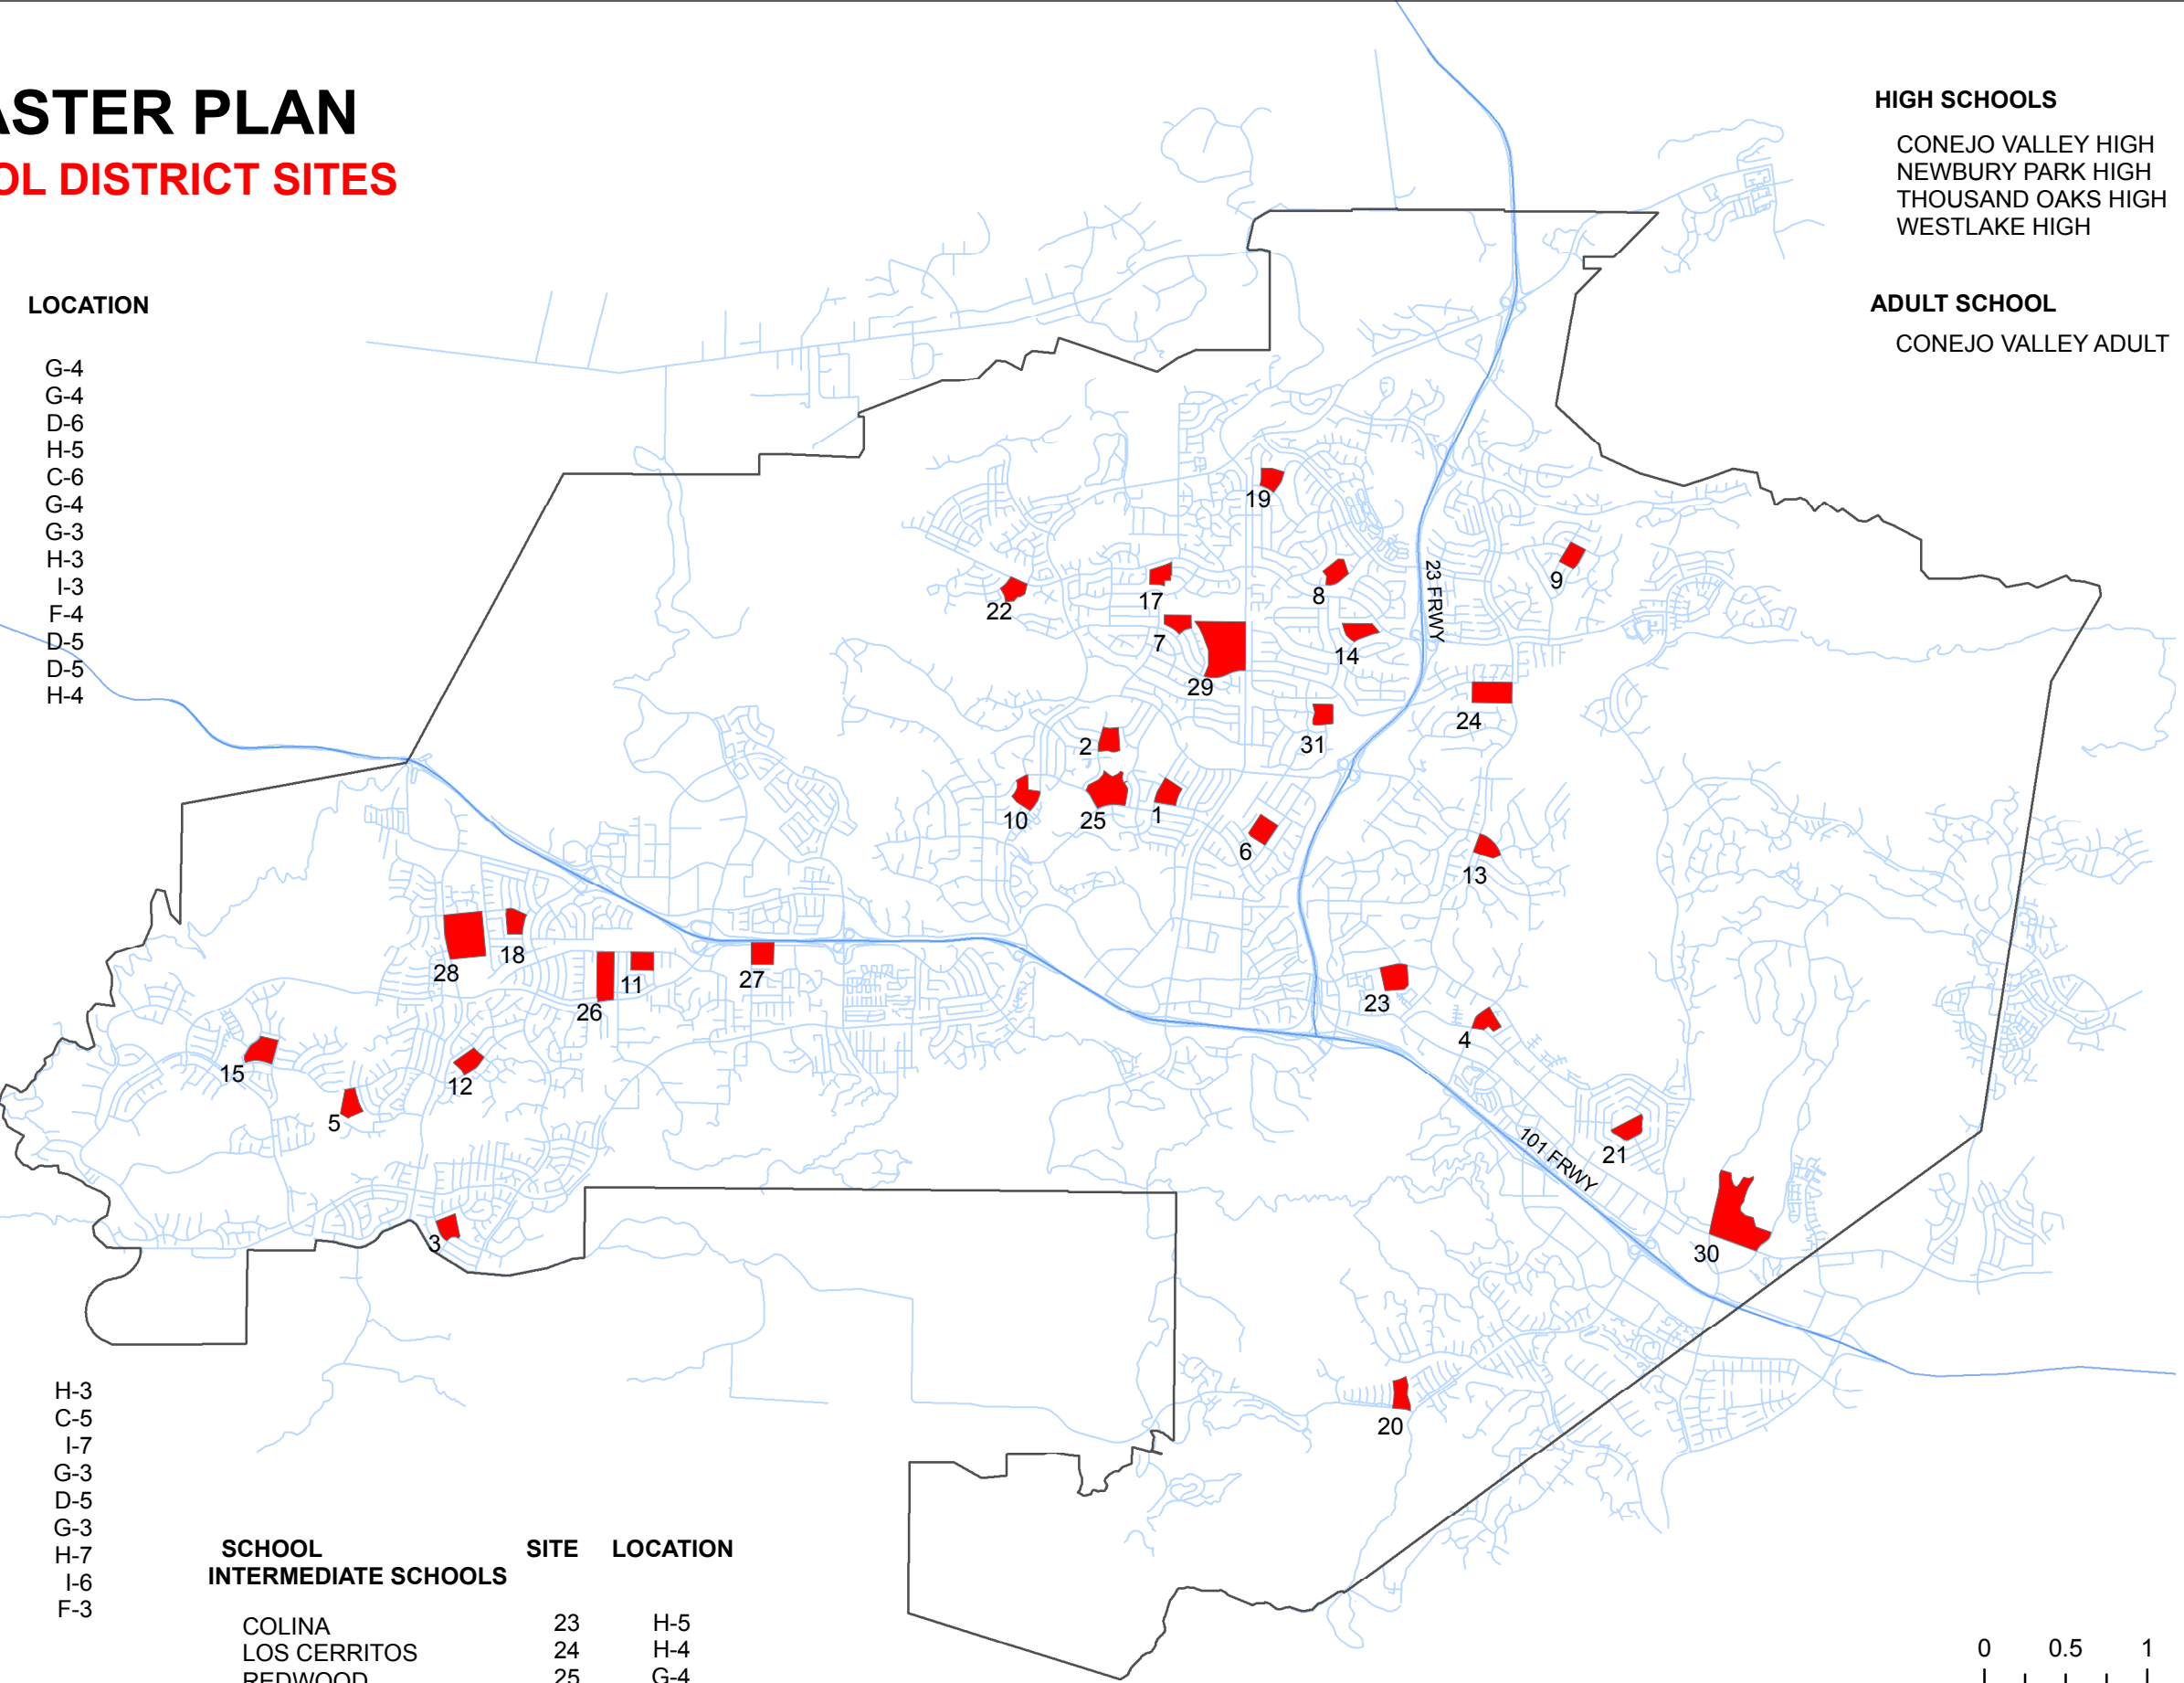 ASTER PLAN
OL DISTRICT SITES
LOCATION
G-4
G-4
D-6
H-5
C-6
G-4
G-3
H-3
I-3
F-4
D-5
D-5
H-4
HIGH SCHOOLS
CONEJO VALLEY HIGH
NEWBURY PARK HIGH
THOUSAND OAKS HIGH
WESTLAKE HIGH
ADULT SCHOOL
CONEJO VALLEY ADULT
19
23 FRWY
9
22
17
8
7
14
29
24
2
31
10
25
1
6
13
28
18
11
27
26
23
4
15
12
5
101 FRWY
21
3
30
20
H-3
C-5
I-7
G-3
D-5
G-3
H-7
I-6
F-3
SCHOOL SITE LOCATION
INTERMEDIATE SCHOOLS
COLINA 23 H-5
LOS CERRITOS 24 H-4
REDWOOD 25 G-4
0 0.5 1